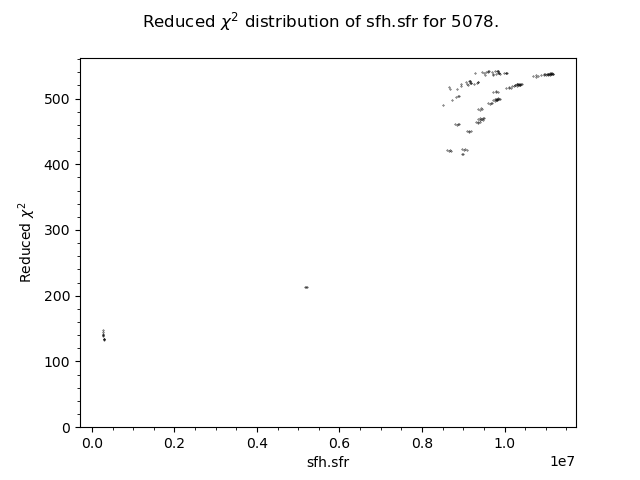 Reduced χ² distribution of sfh.sfr for 5078.
Reduced χ²
500
400
300
200
100
0
0.0 0.2 0.4 0.6 0.8 1.0
1e7
sfh.sfr